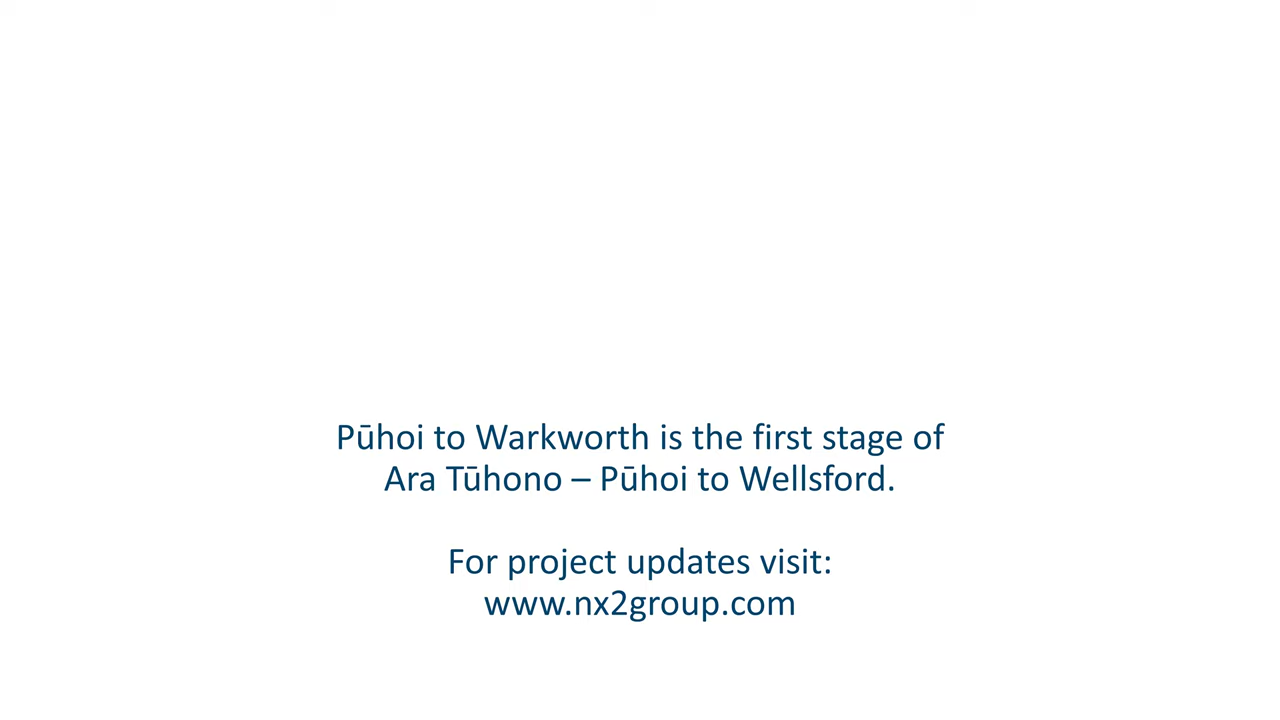 Pūhoi to Warkworth is the first stage of
Ara Tūhono – Pūhoi to Wellsford.
For project updates visit:
www.nx2group.com